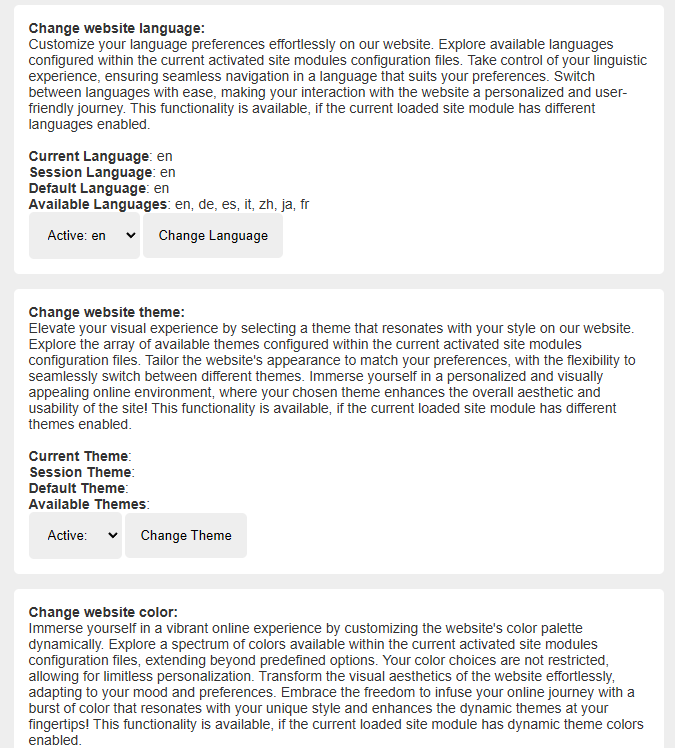 Change website language:
Customize your language preferences effortlessly on our website. Explore available languages
configured within the current activated site modules configuration files. Take control of your linguistic
experience, ensuring seamless navigation in a language that suits your preferences. Switch
between languages with ease, making your interaction with the website a personalized and user-
friendly journey. This functionality is available, if the current loaded site module has different
languages enabled.
Current Language: en
Session Language: en
Default Language: en
Available Languages: en, de, es, it, zh, ja, fr
Active: en Change Language
Change website theme:
Elevate your visual experience by selecting a theme that resonates with your style on our website.
Explore the array of available themes configured within the current activated site modules
configuration files. Tailor the website's appearance to match your preferences, with the flexibility to
seamlessly switch between different themes. Immerse yourself in a personalized and visually
appealing online environment, where your chosen theme enhances the overall aesthetic and
usability of the site! This functionality is available, if the current loaded site module has different
themes enabled.
Current Theme:
Session Theme:
Default Theme:
Available Themes:
Active: Change Theme
Change website color:
Immerse yourself in a vibrant online experience by customizing the website's color palette
dynamically. Explore a spectrum of colors available within the current activated site modules
configuration files, extending beyond predefined options. Your color choices are not restricted,
allowing for limitless personalization. Transform the visual aesthetics of the website effortlessly,
adapting to your mood and preferences. Embrace the freedom to infuse your online journey with a
burst of color that resonates with your unique style and enhances the dynamic themes at your
fingertips! This functionality is available, if the current loaded site module has dynamic theme colors
enabled.